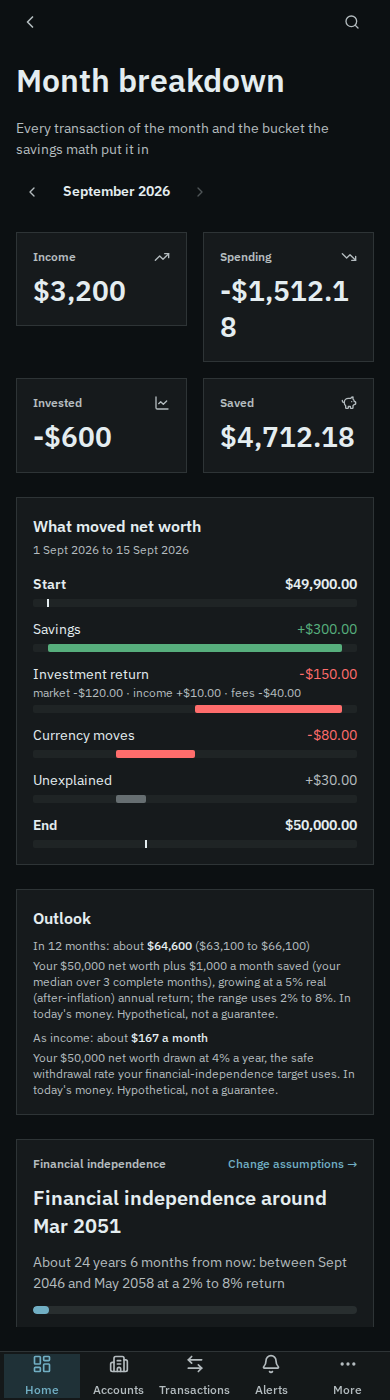 Month breakdown
Every transaction of the month and the bucket the
savings math put it in
September 2026
Income
$3,200
Spending
-$1,512.1
8
Invested
-$600
Saved
$4,712.18
What moved net worth
1 Sept 2026 to 15 Sept 2026
Start $49,900.00
Savings +$300.00
Investment return -$150.00
market -$120.00 · income +$10.00 · fees -$40.00
Currency moves -$80.00
Unexplained +$30.00
End $50,000.00
Outlook
In 12 months: about $64,600 ($63,100 to $66,100)
Your $50,000 net worth plus $1,000 a month saved (your
median over 3 complete months), growing at a 5% real
(after-inflation) annual return; the range uses 2% to 8%. In
today's money. Hypothetical, not a guarantee.
As income: about $167 a month
Your $50,000 net worth drawn at 4% a year, the safe
withdrawal rate your financial-independence target uses. In
today's money. Hypothetical, not a guarantee.
Financial independence Change assumptions →
Financial independence around
Mar 2051
About 24 years 6 months from now: between Sept
2046 and May 2058 at a 2% to 8% return
Home Accounts Transactions Alerts More